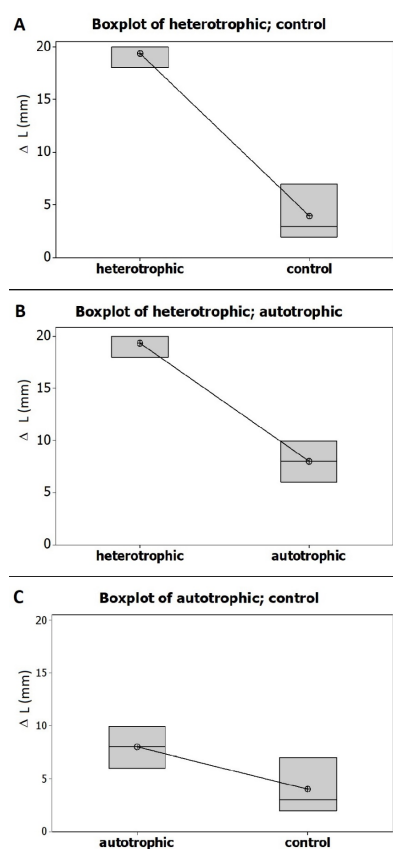 A
Boxplot of heterotrophic; control
Δ L (mm)
20
15
10
5
0
heterotrophic control
B
Boxplot of heterotrophic; autotrophic
Δ L (mm)
20
15
10
5
0
heterotrophic autotrophic
C
Boxplot of autotrophic; control
Δ L (mm)
20
15
10
5
0
autotrophic control